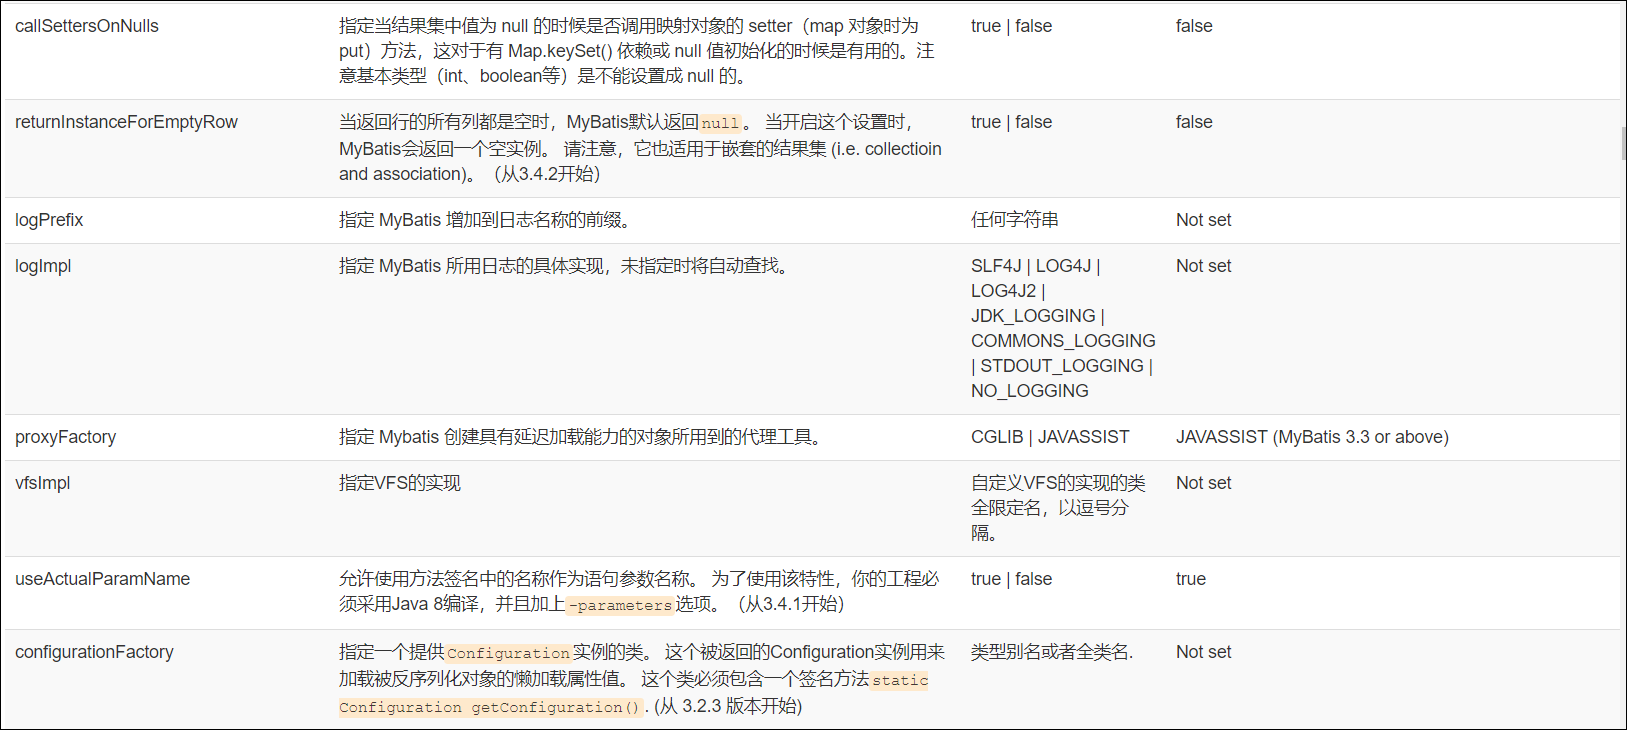 callSettersOnNulls
指定当结果集中值为 null 的时候是否调用映射对象的 setter（map 对象时为
put）方法，这对于有 Map.keySet() 依赖或 null 值初始化的时候是有用的。注
意基本类型（int、boolean等）是不能设置成 null 的。
true | false
false
returnInstanceForEmptyRow
当返回行的所有列都是空时，MyBatis默认返回null。 当开启这个设置时，
MyBatis会返回一个空实例。 请注意，它也适用于嵌套的结果集 (i.e. collectioin
and association)。（从3.4.2开始）
true | false
false
logPrefix
指定 MyBatis 增加到日志名称的前缀。
任何字符串
Not set
logImpl
指定 MyBatis 所用日志的具体实现，未指定时将自动查找。
SLF4J | LOG4J |
LOG4J2 |
JDK_LOGGING |
COMMONS_LOGGING
| STDOUT_LOGGING |
NO_LOGGING
Not set
proxyFactory
指定 Mybatis 创建具有延迟加载能力的对象所用到的代理工具。
CGLIB | JAVASSIST
JAVASSIST (MyBatis 3.3 or above)
vfsImpl
指定VFS的实现
自定义VFS的实现的类
全限定名，以逗号分
隔。
Not set
useActualParamName
允许使用方法签名中的名称作为语句参数名称。 为了使用该特性，你的工程必
须采用Java 8编译，并且加上-parameters选项。（从3.4.1开始）
true | false
true
configurationFactory
指定一个提供Configuration实例的类。 这个被返回的Configuration实例用来
加载被反序列化对象的懒加载属性值。 这个类必须包含一个签名方法static
Configuration getConfiguration(). (从 3.2.3 版本开始)
类型别名或者全类名.
Not set